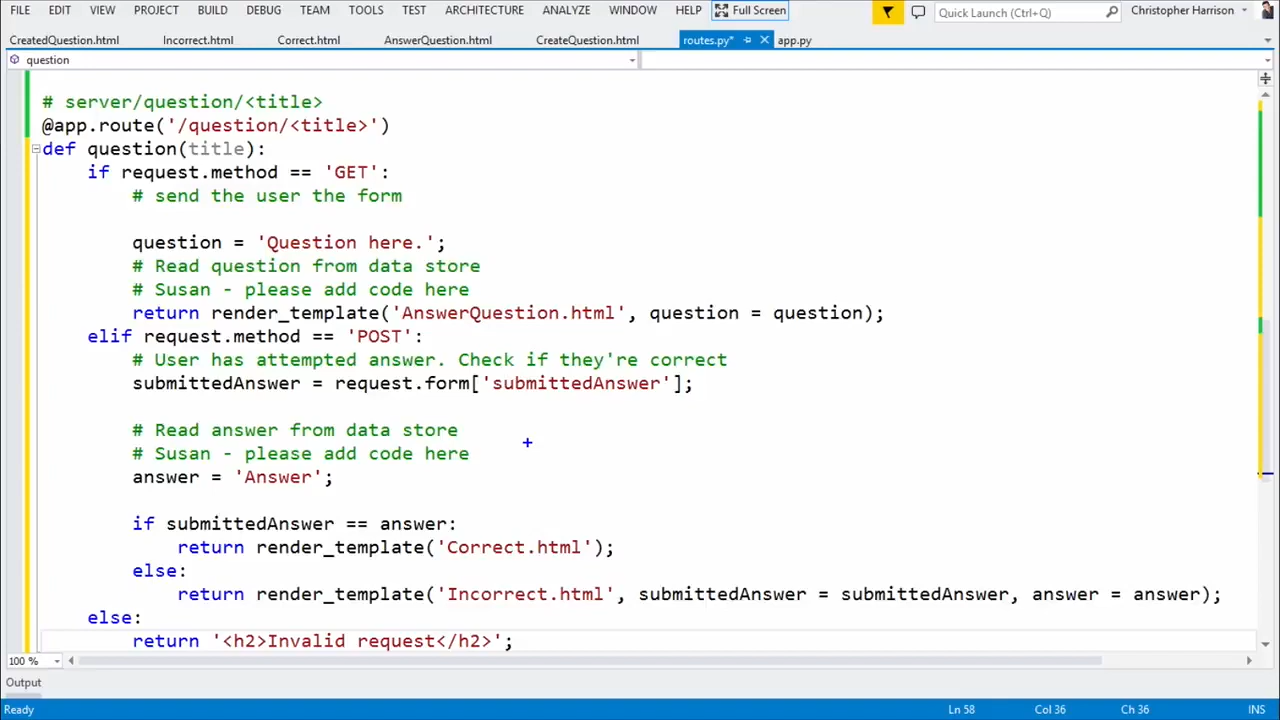 FILE EDIT VIEW PROJECT BUILD DEBUG TEAM TOOLS TEST ARCHITECTURE ANALYZE WINDOW HELP Full Screen Quick Launch (Ctrl+Q) Christopher Harrison
CreatedQuestion.html Incorrect.html Correct.html AnswerQuestion.html CreateQuestion.html routes.py* app.py
question
# server/question/<title>
@app.route('/question/<title>')
def question(title):
    if request.method == 'GET':
        # send the user the form
        question = 'Question here.';
        # Read question from data store
        # Susan - please add code here
        return render_template('AnswerQuestion.html', question = question);
    elif request.method == 'POST':
        # User has attempted answer. Check if they're correct
        submittedAnswer = request.form['submittedAnswer'];
        # Read answer from data store
        # Susan - please add code here
        answer = 'Answer';
        if submittedAnswer == answer:
            return render_template('Correct.html');
        else:
            return render_template('Incorrect.html', submittedAnswer = submittedAnswer, answer = answer);
    else:
        return '<h2>Invalid request</h2>';
100 %
Output
Ready Ln 58 Col 36 Ch 36 INS